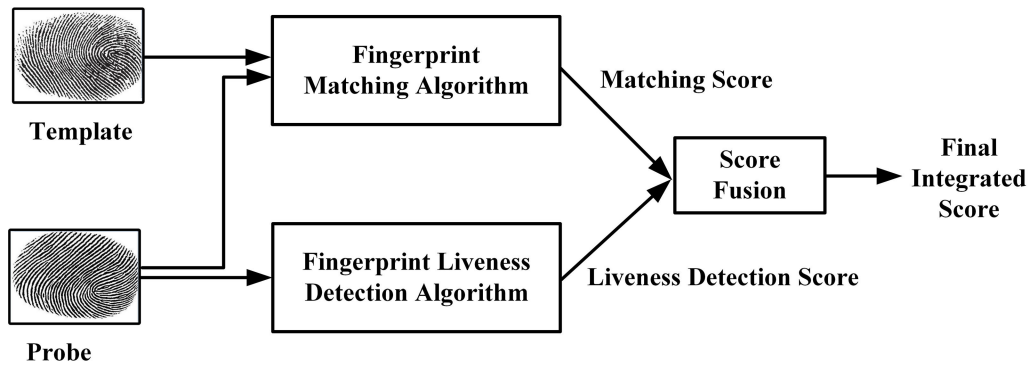 Template
Fingerprint
Matching Algorithm
Matching Score
Score
Fusion
Final
Integrated
Score
Fingerprint Liveness
Detection Algorithm
Liveness Detection Score
Probe